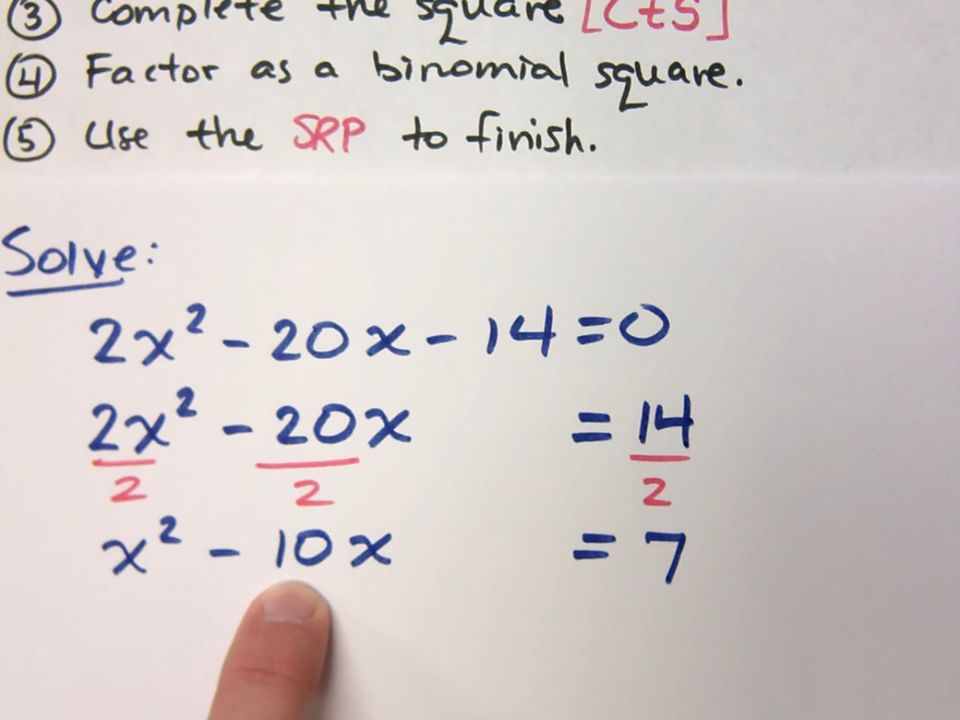 ③ Complete the square [CtS]
④ Factor as a binomial square.
⑤ Use the SRP to finish.
Solve:
2x² - 20x - 14 = 0
2x² - 20x = 14
2 2 2
x² - 10x = 7